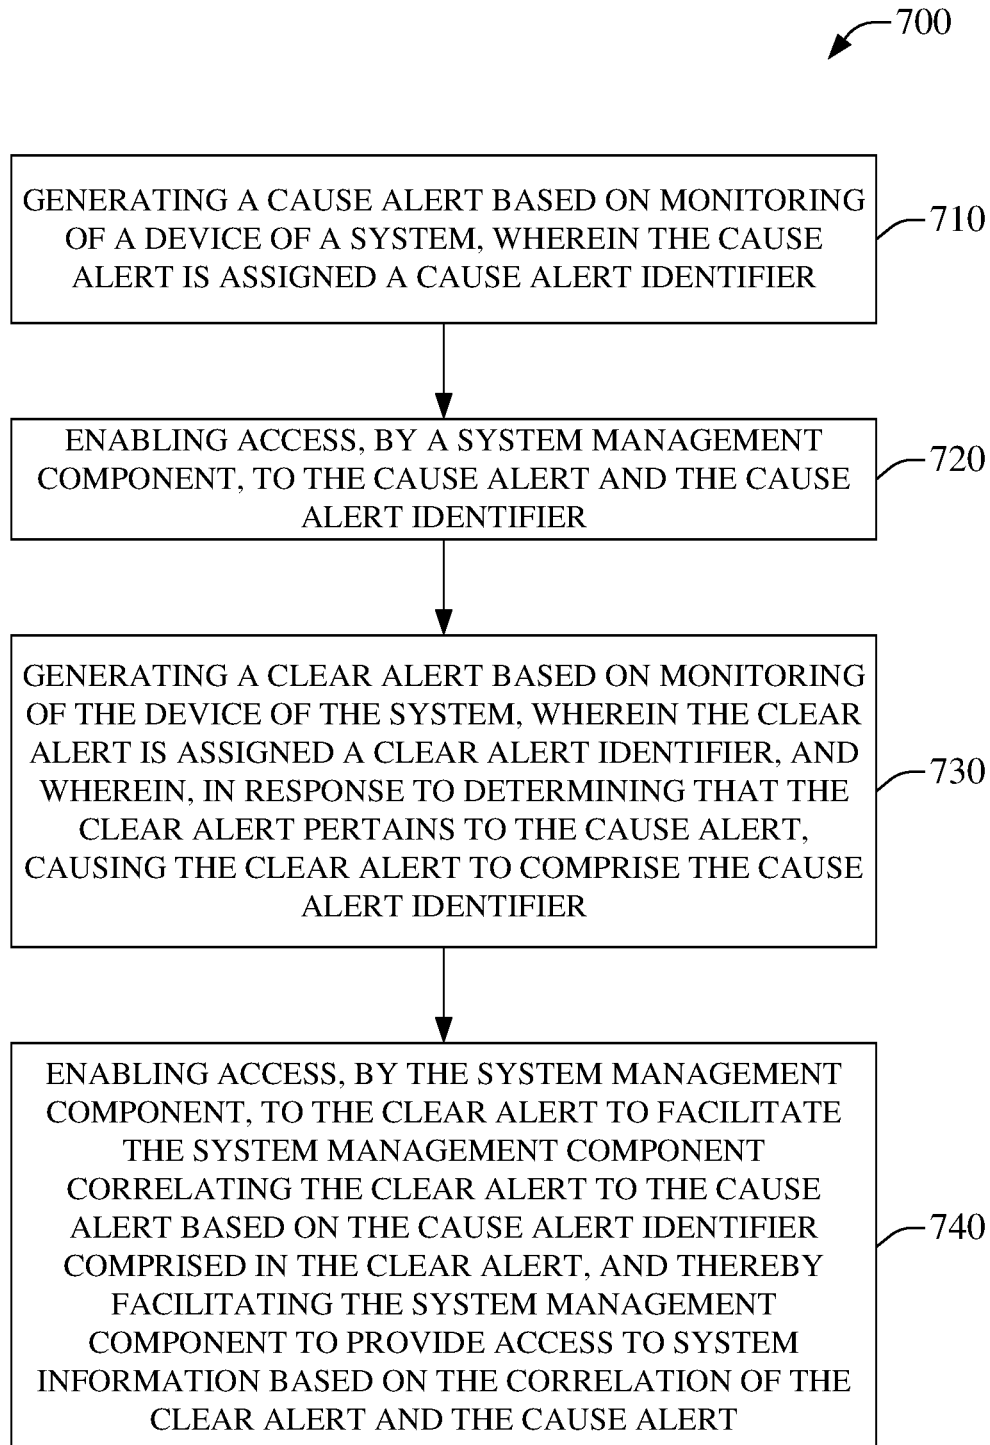 700
GENERATING A CAUSE ALERT BASED ON MONITORING
OF A DEVICE OF A SYSTEM, WHEREIN THE CAUSE
ALERT IS ASSIGNED A CAUSE ALERT IDENTIFIER
710
ENABLING ACCESS, BY A SYSTEM MANAGEMENT
COMPONENT, TO THE CAUSE ALERT AND THE CAUSE
ALERT IDENTIFIER
720
GENERATING A CLEAR ALERT BASED ON MONITORING
OF THE DEVICE OF THE SYSTEM, WHEREIN THE CLEAR
ALERT IS ASSIGNED A CLEAR ALERT IDENTIFIER, AND
WHEREIN, IN RESPONSE TO DETERMINING THAT THE
CLEAR ALERT PERTAINS TO THE CAUSE ALERT,
CAUSING THE CLEAR ALERT TO COMPRISE THE CAUSE
ALERT IDENTIFIER
730
ENABLING ACCESS, BY THE SYSTEM MANAGEMENT
COMPONENT, TO THE CLEAR ALERT TO FACILITATE
THE SYSTEM MANAGEMENT COMPONENT
CORRELATING THE CLEAR ALERT TO THE CAUSE
ALERT BASED ON THE CAUSE ALERT IDENTIFIER
COMPRISED IN THE CLEAR ALERT, AND THEREBY
FACILITATING THE SYSTEM MANAGEMENT
COMPONENT TO PROVIDE ACCESS TO SYSTEM
INFORMATION BASED ON THE CORRELATION OF THE
CLEAR ALERT AND THE CAUSE ALERT
740